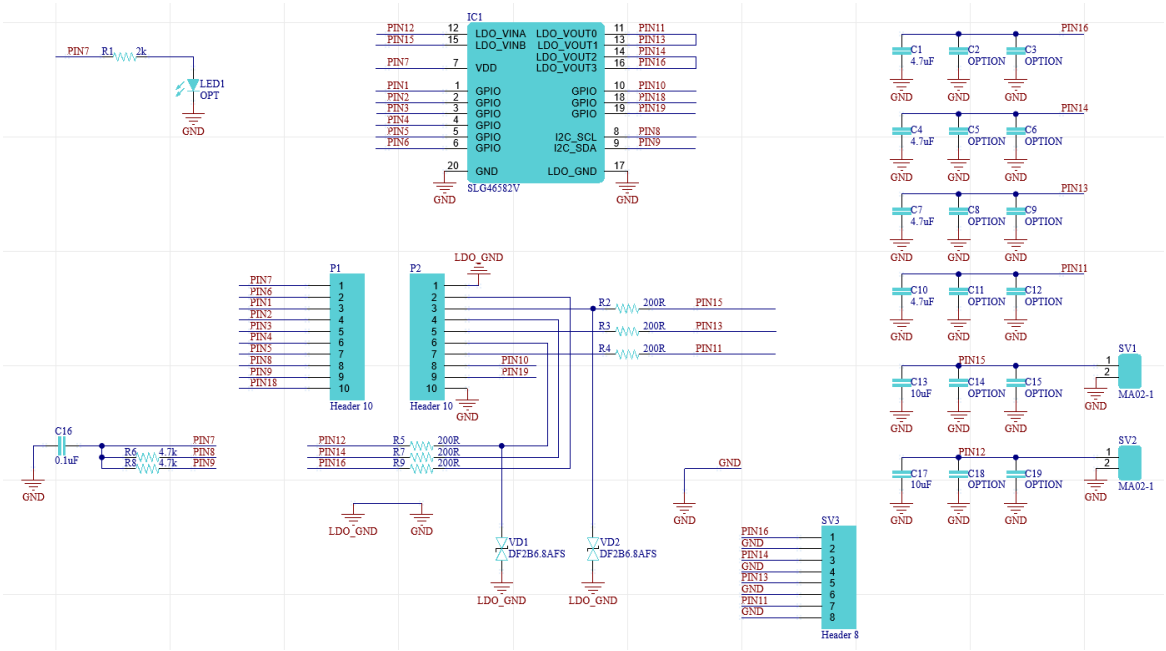 IC1
PIN12 12 LDO_VINA LDO_VOUT0 11 PIN11
PIN15 15 LDO_VINB LDO_VOUT1 13 PIN13
LDO_VOUT2 14 PIN14
PIN7 7 VDD LDO_VOUT3 16 PIN16
PIN1 1 GPIO GPIO 10 PIN10
PIN2 2 GPIO GPIO 18 PIN18
PIN3 3 GPIO GPIO 19 PIN19
PIN4 4 GPIO
PIN5 5 GPIO I2C_SCL 8 PIN8
PIN6 6 GPIO I2C_SDA 9 PIN9
20 GND LDO_GND 17
GND SLG46582V GND
PIN7 R1 2k
LED1
OPT
GND
PIN16
C1 C2 C3
4.7uF OPTION OPTION
GND GND GND
PIN14
C4 C5 C6
4.7uF OPTION OPTION
GND GND GND
PIN13
C7 C8 C9
4.7uF OPTION OPTION
GND GND GND
PIN11
C10 C11 C12
4.7uF OPTION OPTION
GND GND GND
PIN15
C13 C14 C15
10uF OPTION OPTION
GND GND GND
SV1
1
2
GND
MA02-1
PIN12
C17 C18 C19
10uF OPTION OPTION
GND GND GND
SV2
1
2
GND
MA02-1
P1
PIN7 1
PIN6 2
PIN1 3
PIN2 4
PIN3 5
PIN4 6
PIN5 7
PIN8 8
PIN9 9
PIN18 10
Header 10
P2
LDO_GND
1
2
3
4
5
6
7
8 PIN10
9 PIN19
10
Header 10
GND
R2 200R PIN15
R3 200R PIN13
R4 200R PIN11
C16
0.1uF
GND
PIN7
R6 4.7k PIN8
R8 4.7k PIN9
PIN12 R5 200R
PIN14 R7 200R
PIN16 R9 200R
LDO_GND GND
VD1
DF2B6.8AFS
LDO_GND
VD2
DF2B6.8AFS
LDO_GND
GND
GND
SV3
PIN16 1
GND 2
PIN14 3
GND 4
PIN13 5
GND 6
PIN11 7
GND 8
Header 8